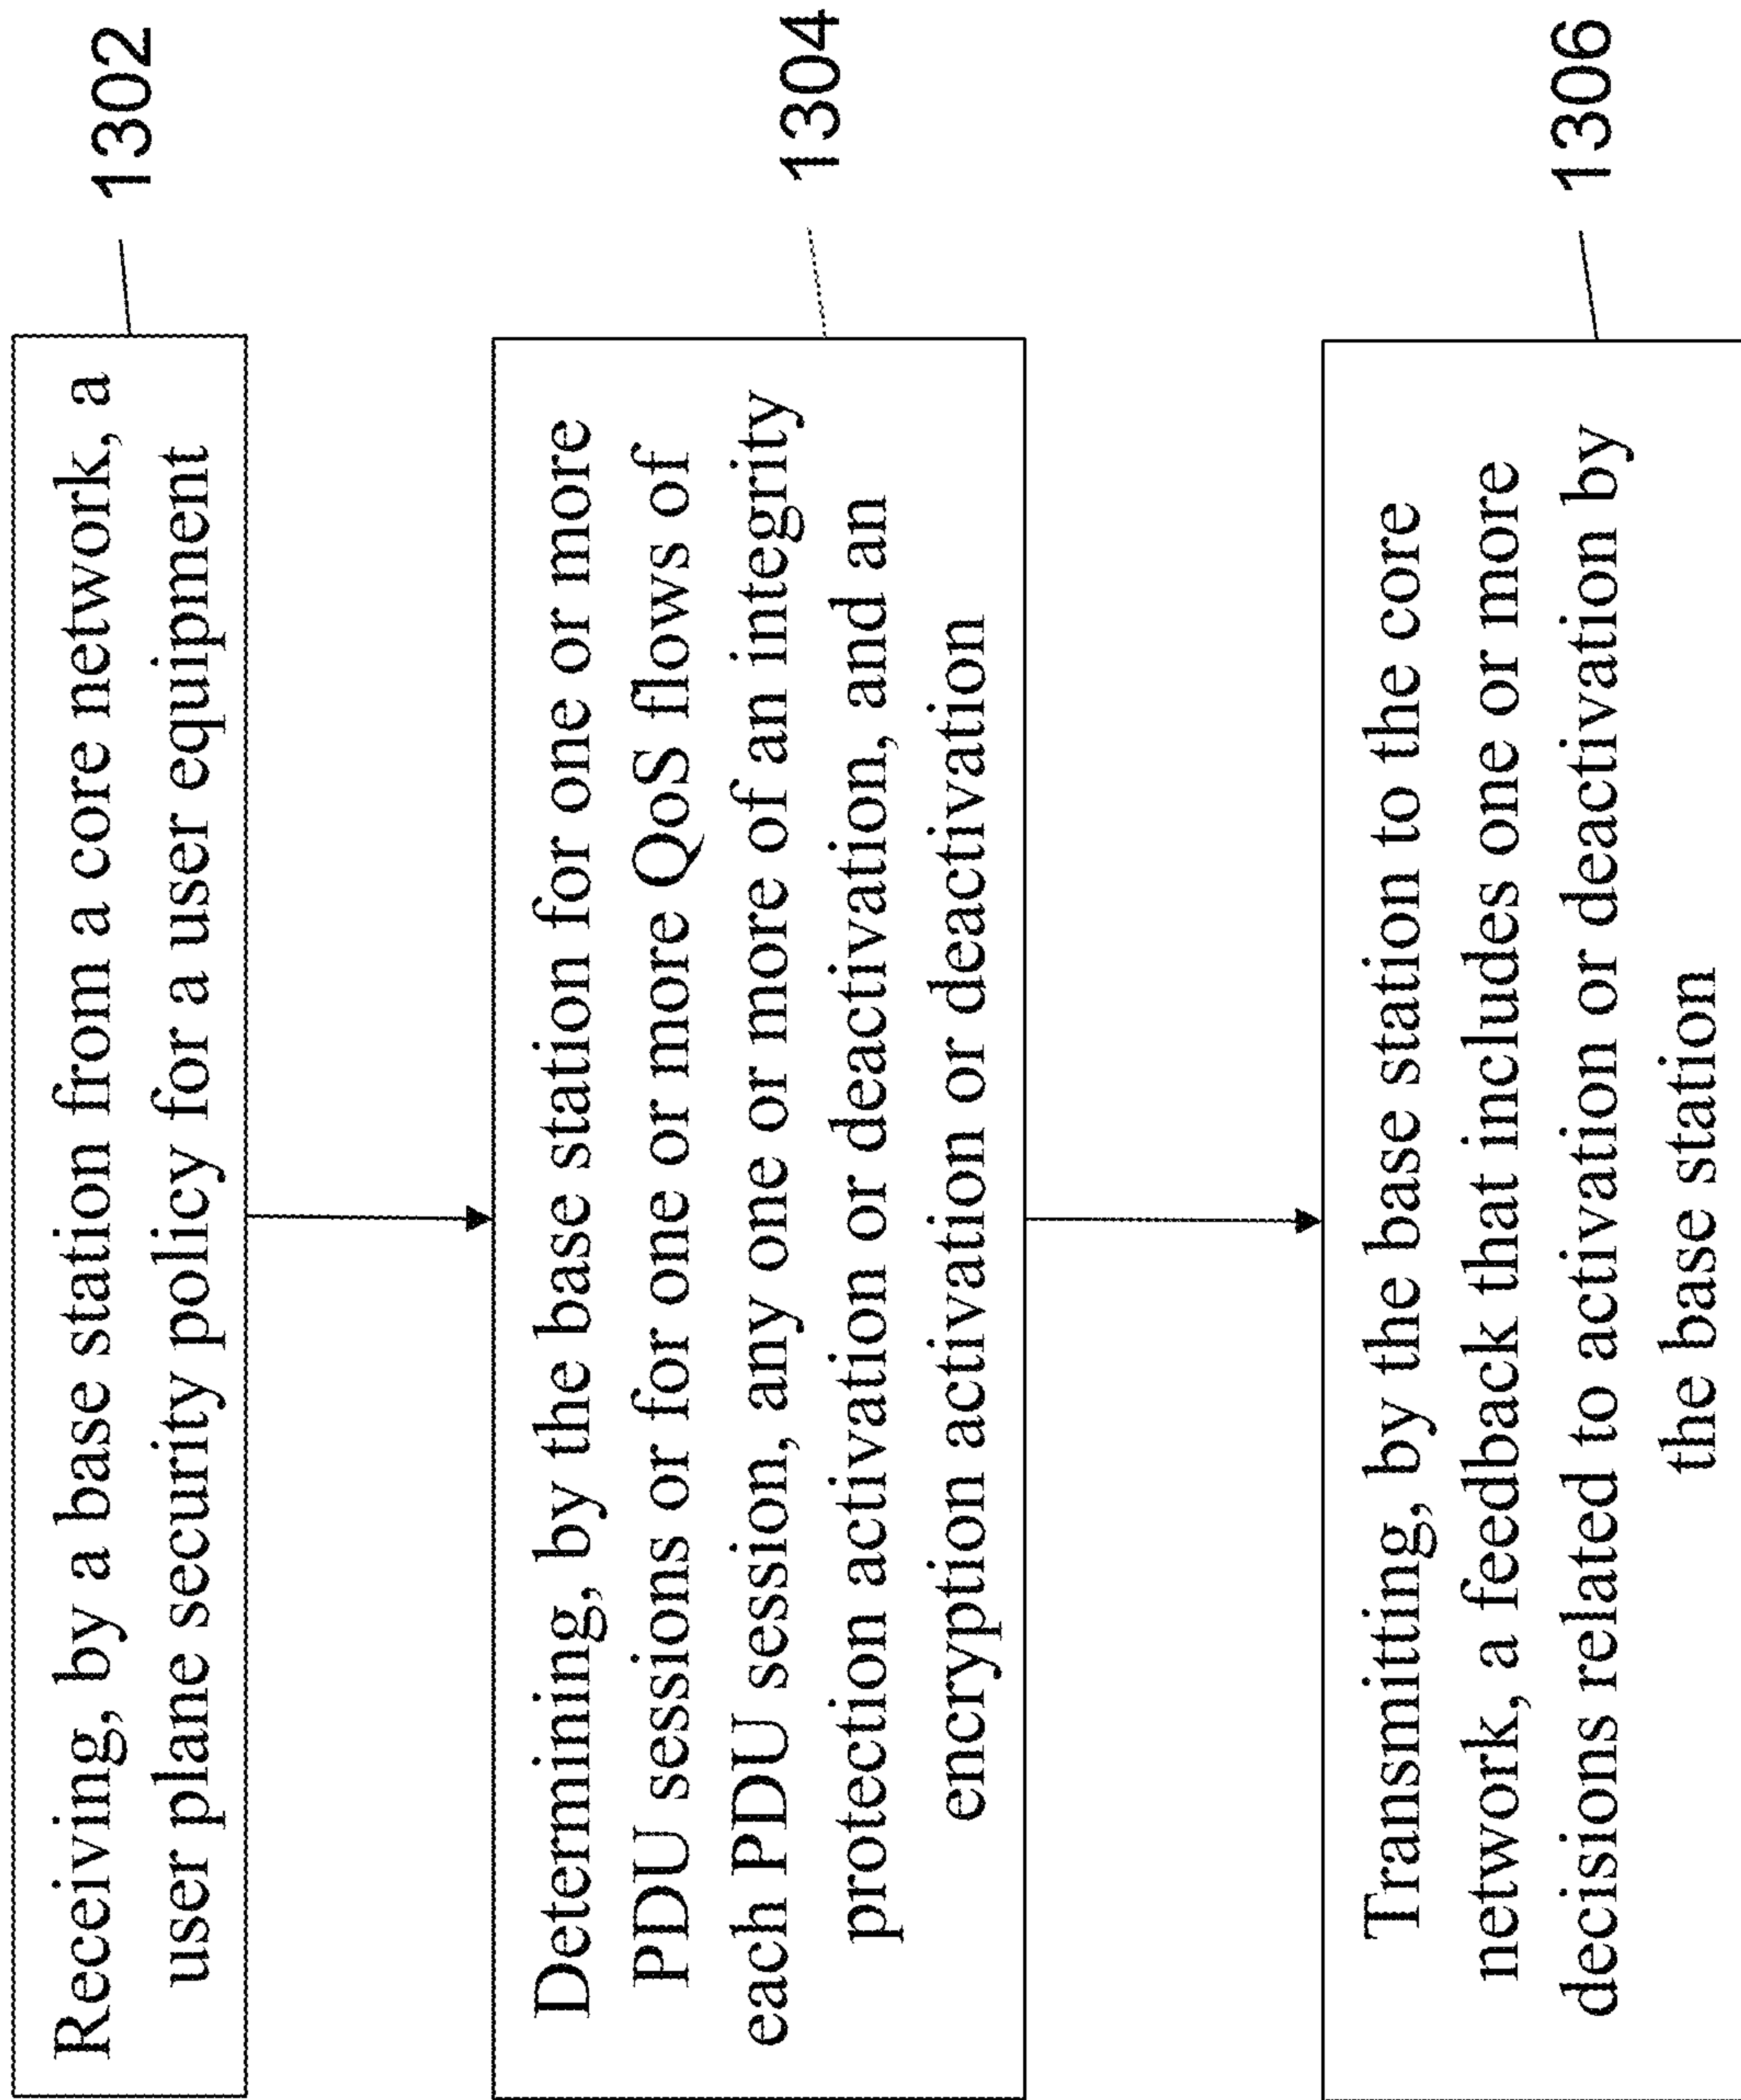 Receiving, by a base station from a core network, a
user plane security policy for a user equipment
1302
Determining, by the base station for one or more
PDU sessions or for one or more QoS flows of
each PDU session, any one or more of an integrity
protection activation or deactivation, and an
encryption activation or deactivation
1304
Transmitting, by the base station to the core
network, a feedback that includes one or more
decisions related to activation or deactivation by
the base station
1306